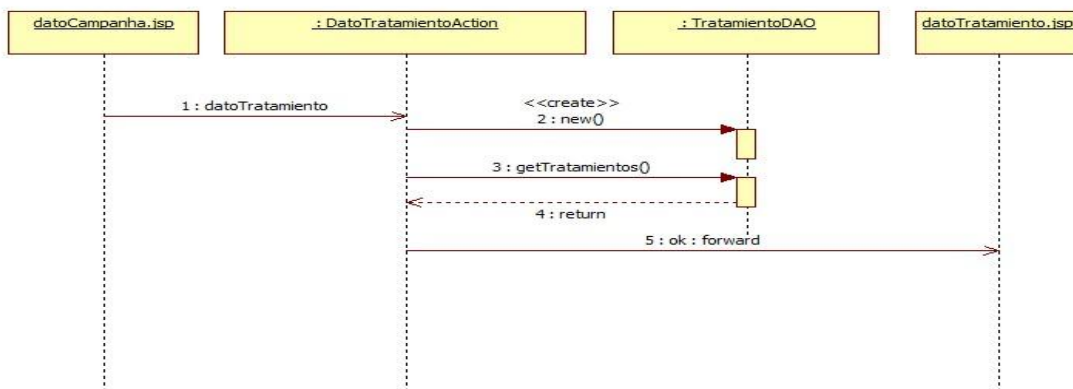 datoCampanha.jsp
: DatoTratamientoAction
: TratamientoDAO
datoTratamiento.jsp
1 : datoTratamiento
<<create>>
2 : new()
3 : getTratamientos()
4 : return
5 : ok : forward